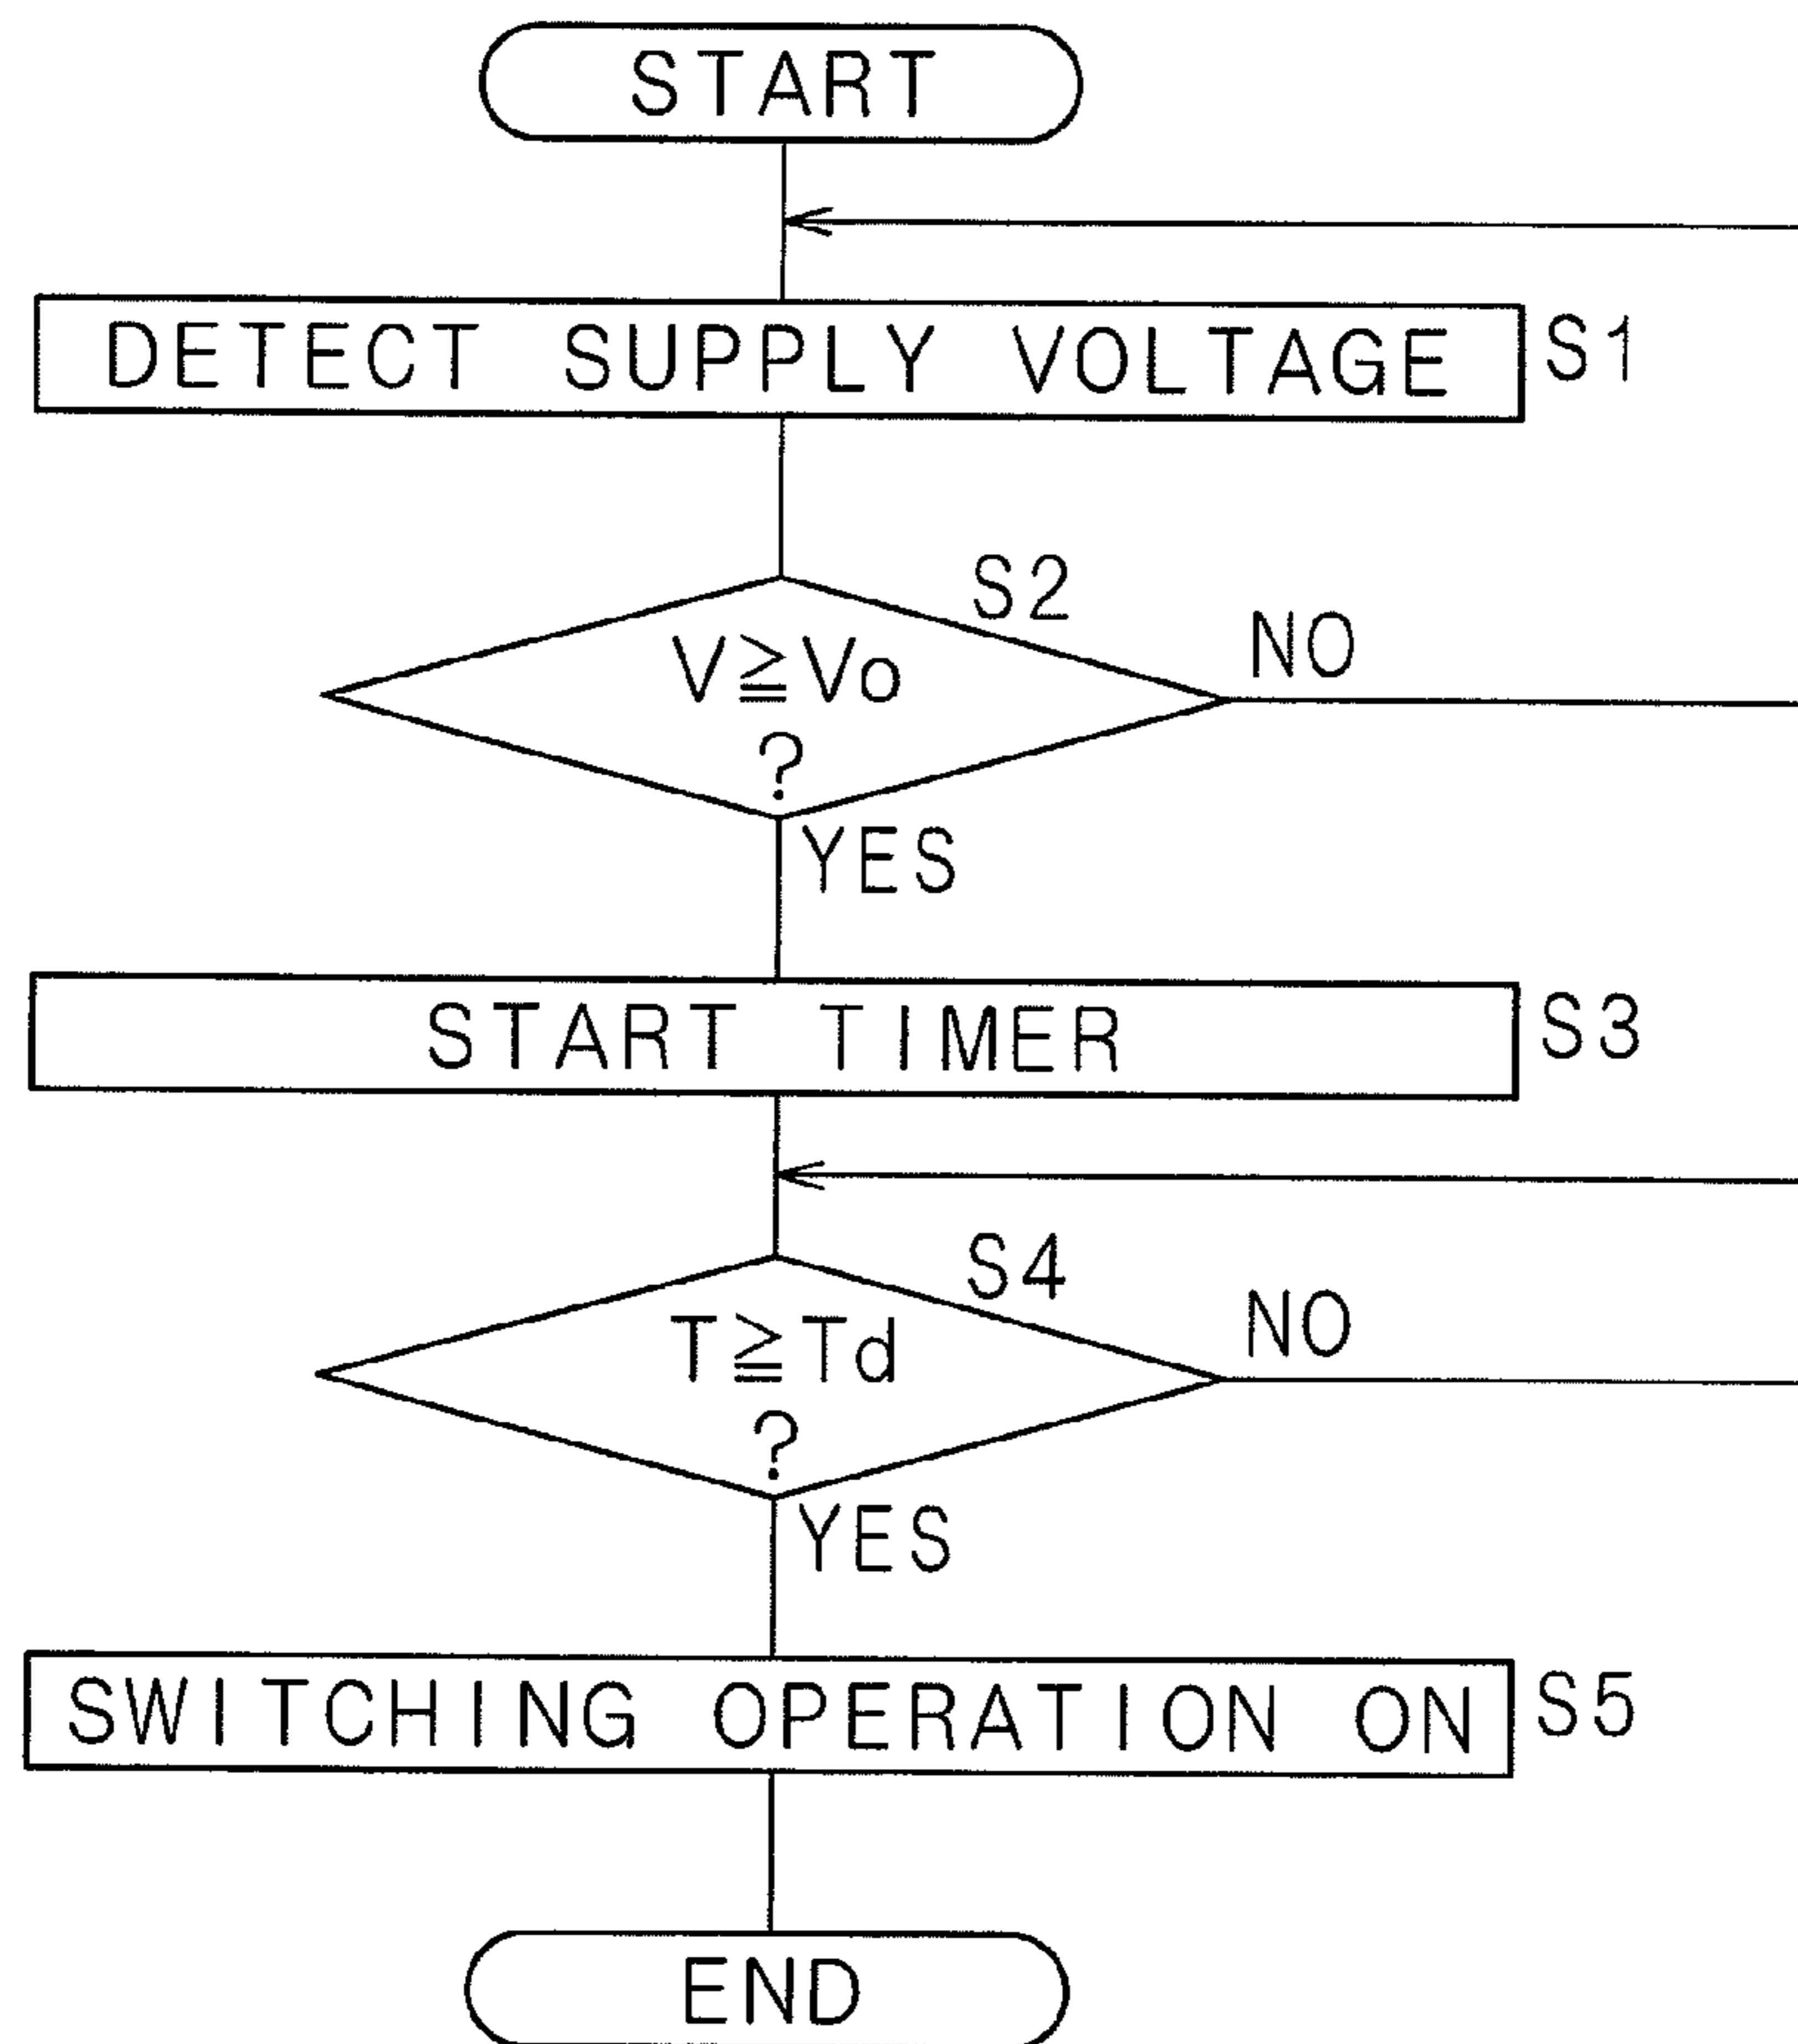 START
DETECT SUPPLY VOLTAGE S1
S2
V≧Vo NO
?
YES
START TIMER S3
S4
T≧Td NO
?
YES
SWITCHING OPERATION ON S5
END